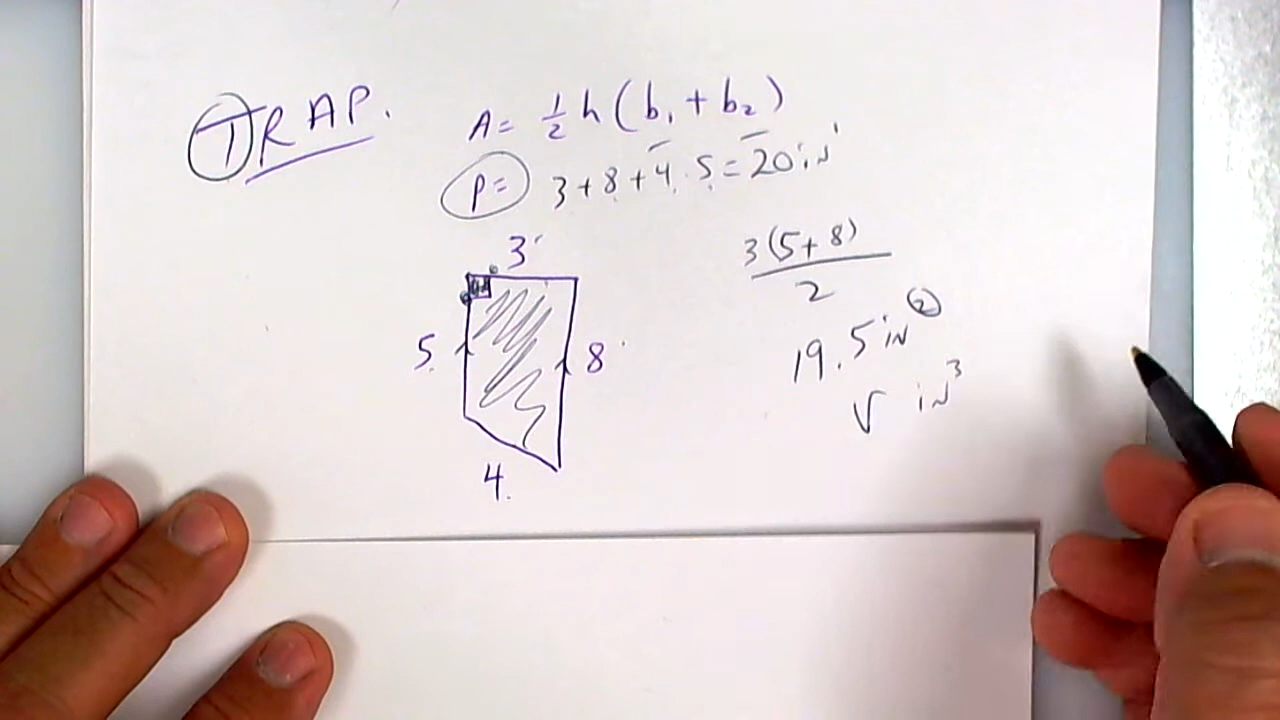 TRAP.
A = 1/2 h (b₁ + b₂)
P = 3 + 8 + 4 . 5 = 20 in'
3'
5.
8
4.
3(5+8)
2
19.5 in²
V in³